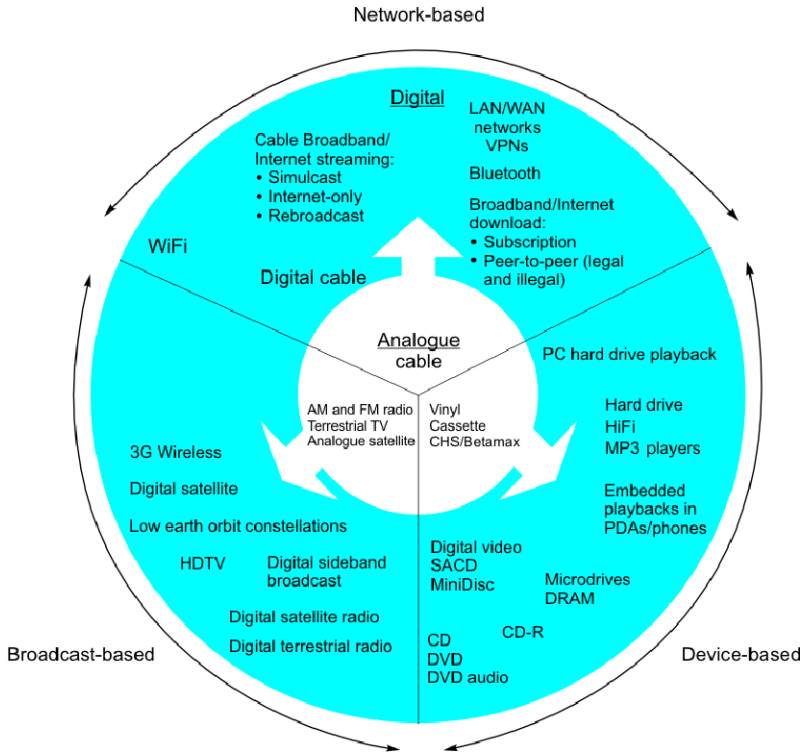 Network-based
Digital
LAN/WAN
networks
VPNs
Cable Broadband/
Internet streaming:
• Simulcast
• Internet-only
• Rebroadcast
Bluetooth
Broadband/Internet
download:
• Subscription
• Peer-to-peer (legal
and illegal)
WiFi
Digital cable
Analogue
cable
PC hard drive playback
AM and FM radio
Terrestrial TV
Analogue satellite
Vinyl
Cassette
CHS/Betamax
Hard drive
HiFi
MP3 players
3G Wireless
Digital satellite
Low earth orbit constellations
HDTV
Digital sideband
broadcast
Digital satellite radio
Digital terrestrial radio
Embedded
playbacks in
PDAs/phones
Digital video
SACD
MiniDisc
Microdrives
DRAM
CD-R
CD
DVD
DVD audio
Broadcast-based
Device-based